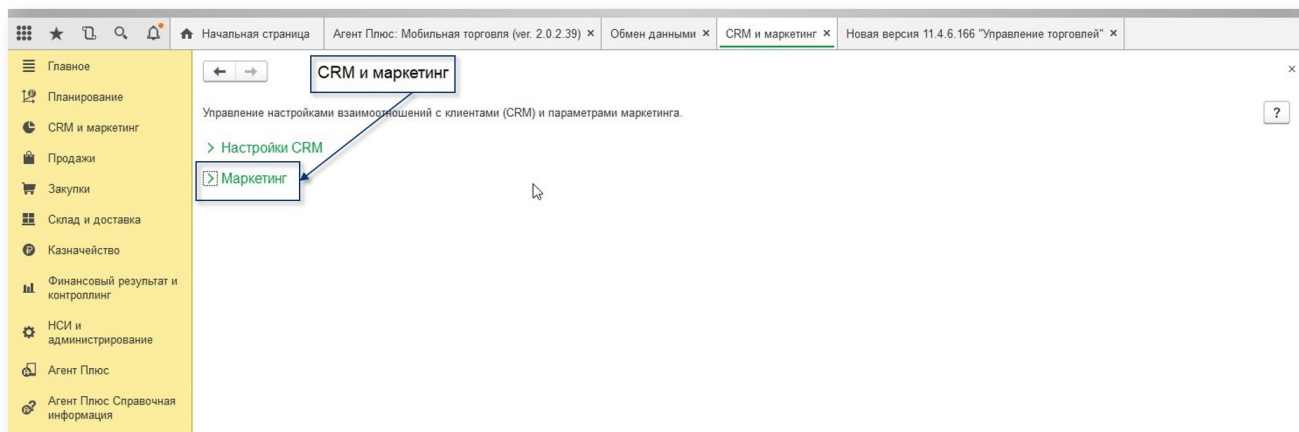 Начальная страница
Агент Плюс: Мобильная торговля (ver. 2.0.2.39) ×
Обмен данными ×
CRM и маркетинг ×
Новая версия 11.4.6.166 "Управление торговлей" ×
Главное
Планирование
CRM и маркетинг
Продажи
Закупки
Склад и доставка
Казначейство
Финансовый результат и
контроллинг
НСИ и
администрирование
Агент Плюс
Агент Плюс Справочная
информация
CRM и маркетинг
Управление настройками взаимоотношений с клиентами (CRM) и параметрами маркетинга.
?
Настройки CRM
Маркетинг